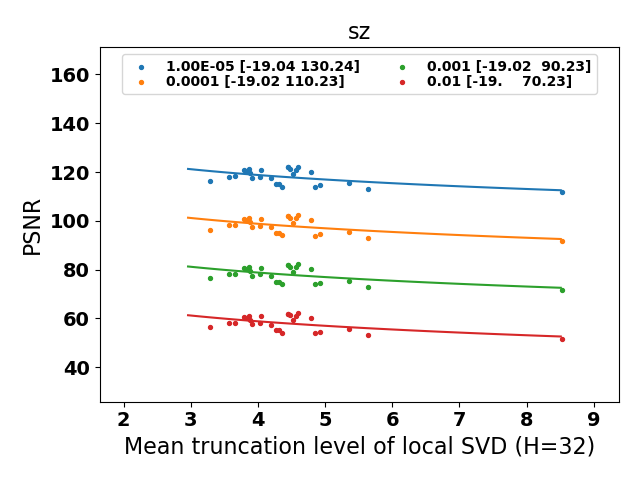 sz
1.00E-05 [-19.04 130.24]
0.0001 [-19.02 110.23]
0.001 [-19.02  90.23]
0.01 [-19.    70.23]
PSNR
160
140
120
100
80
60
40
2 3 4 5 6 7 8 9
Mean truncation level of local SVD (H=32)